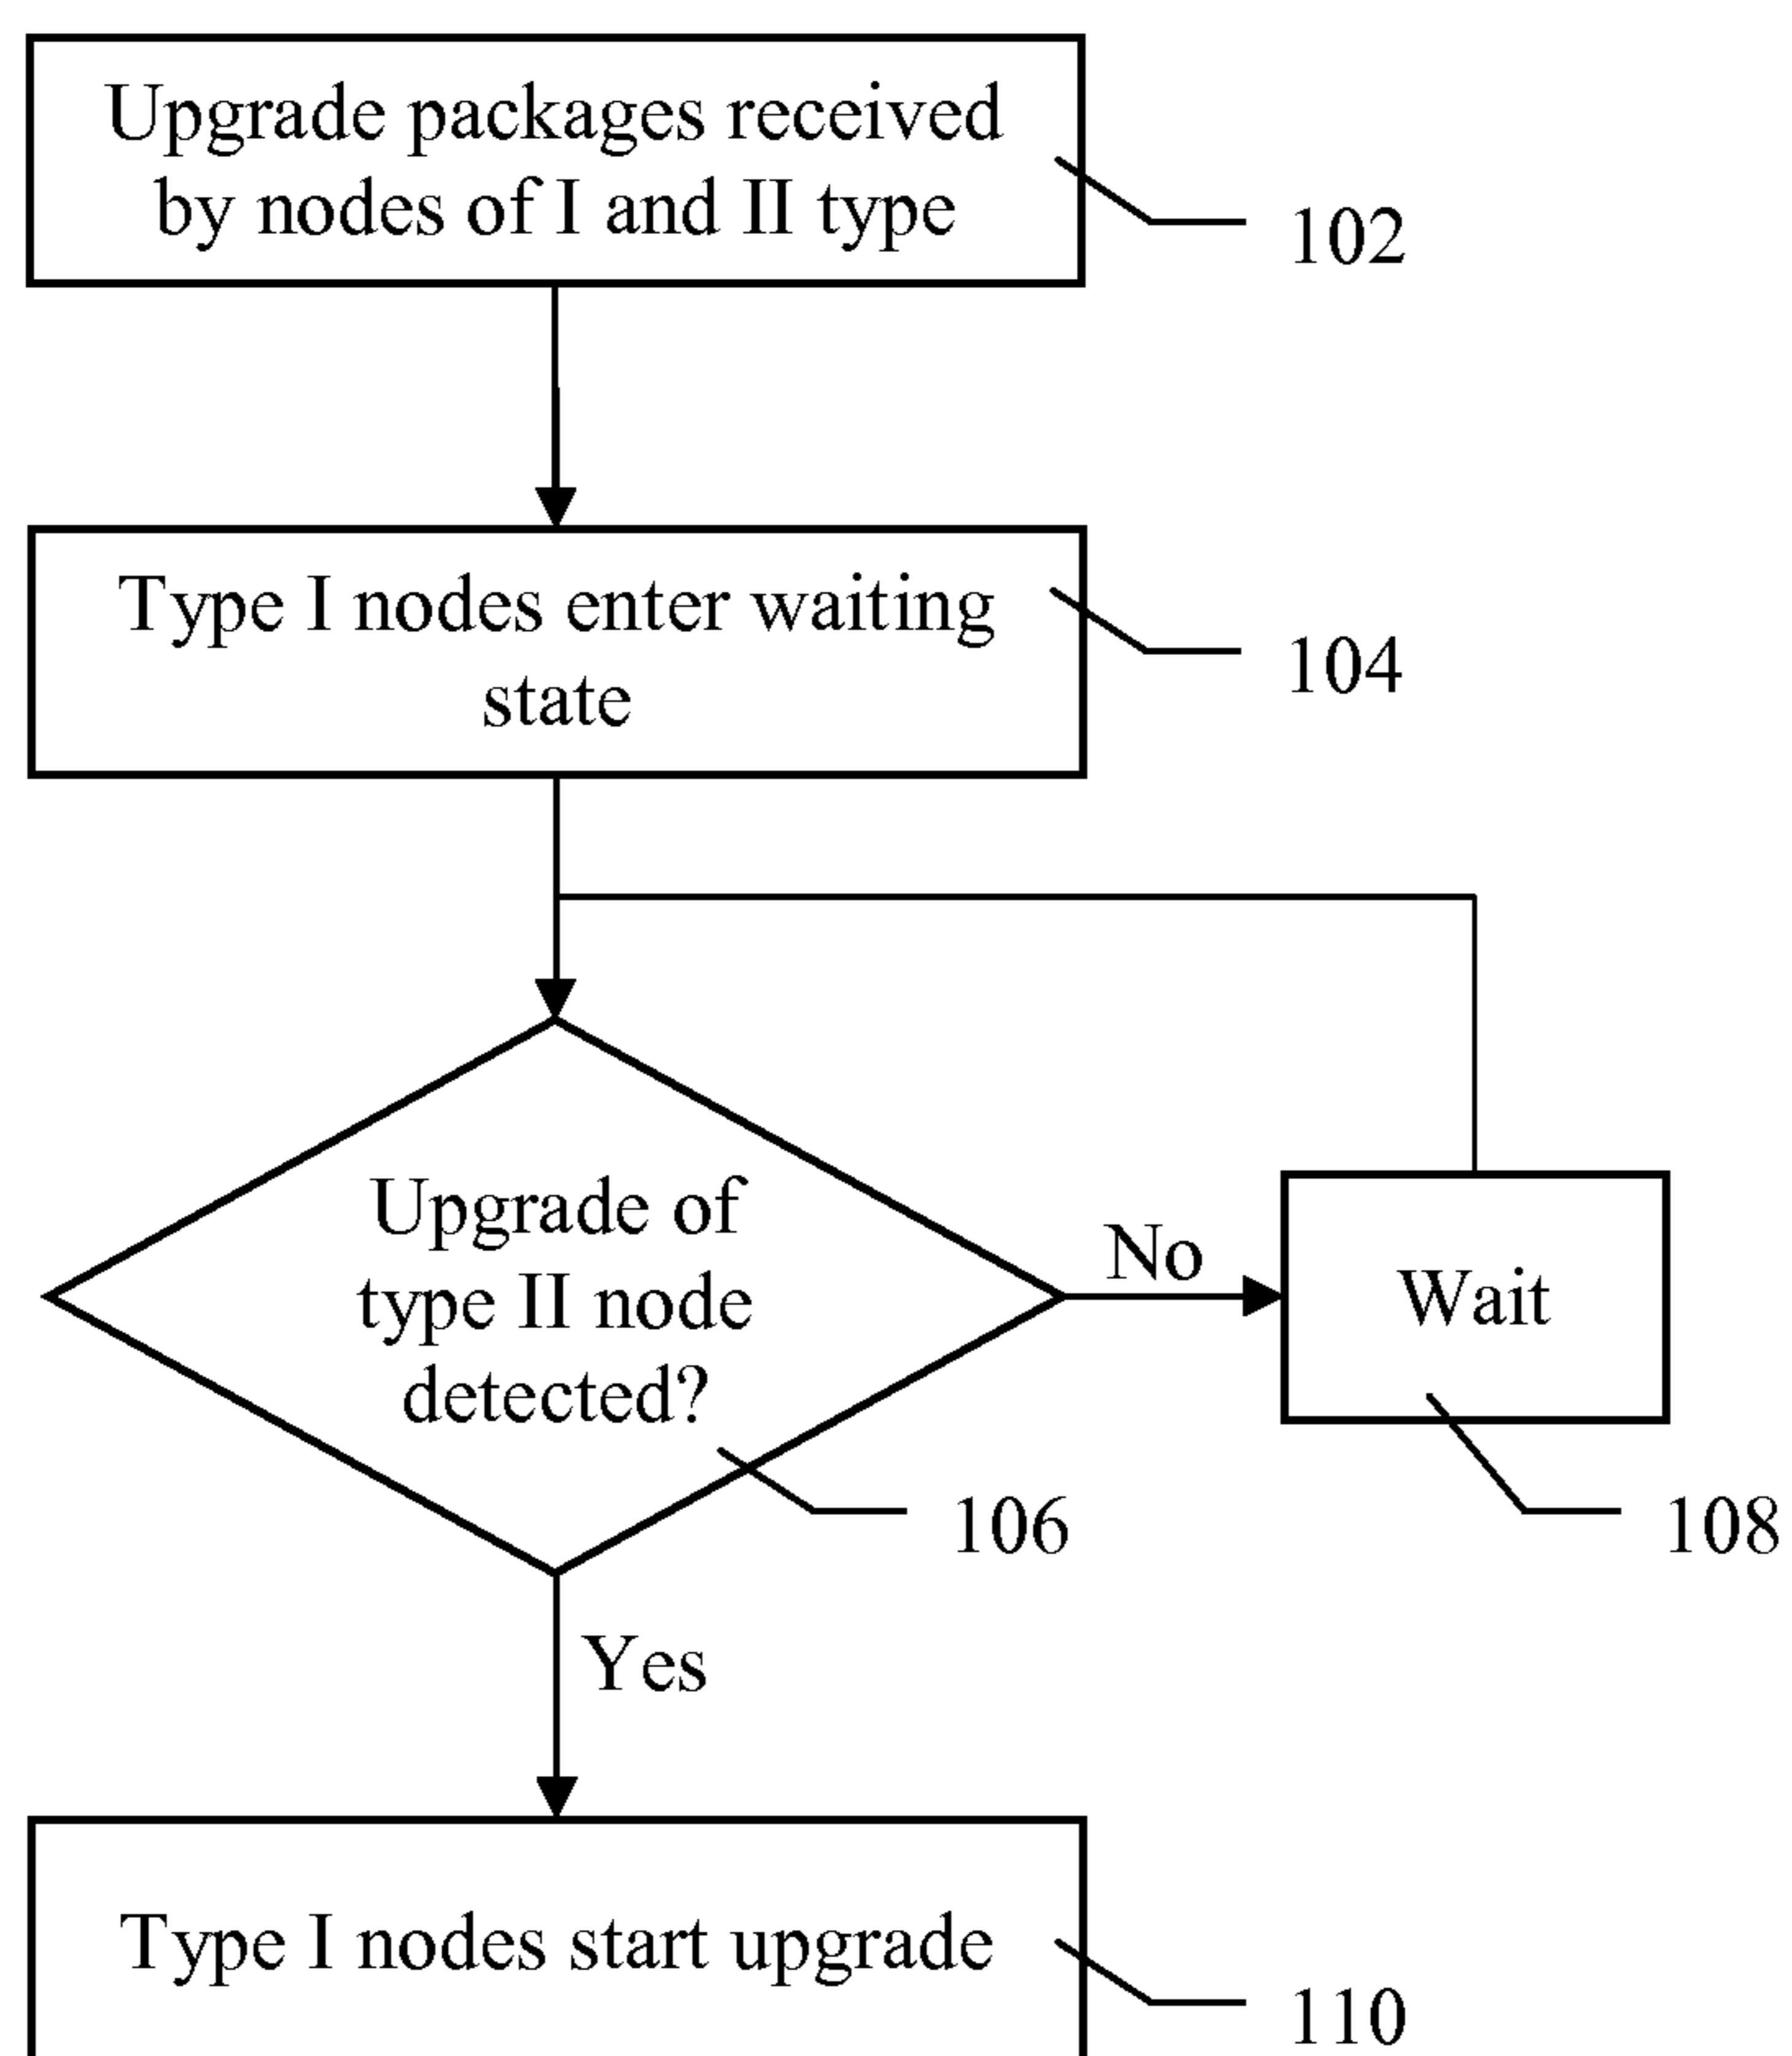 Upgrade packages received
by nodes of I and II type
102
Type I nodes enter waiting
state
104
Upgrade of
type II node
detected?
106
No
Wait
108
Yes
Type I nodes start upgrade
110